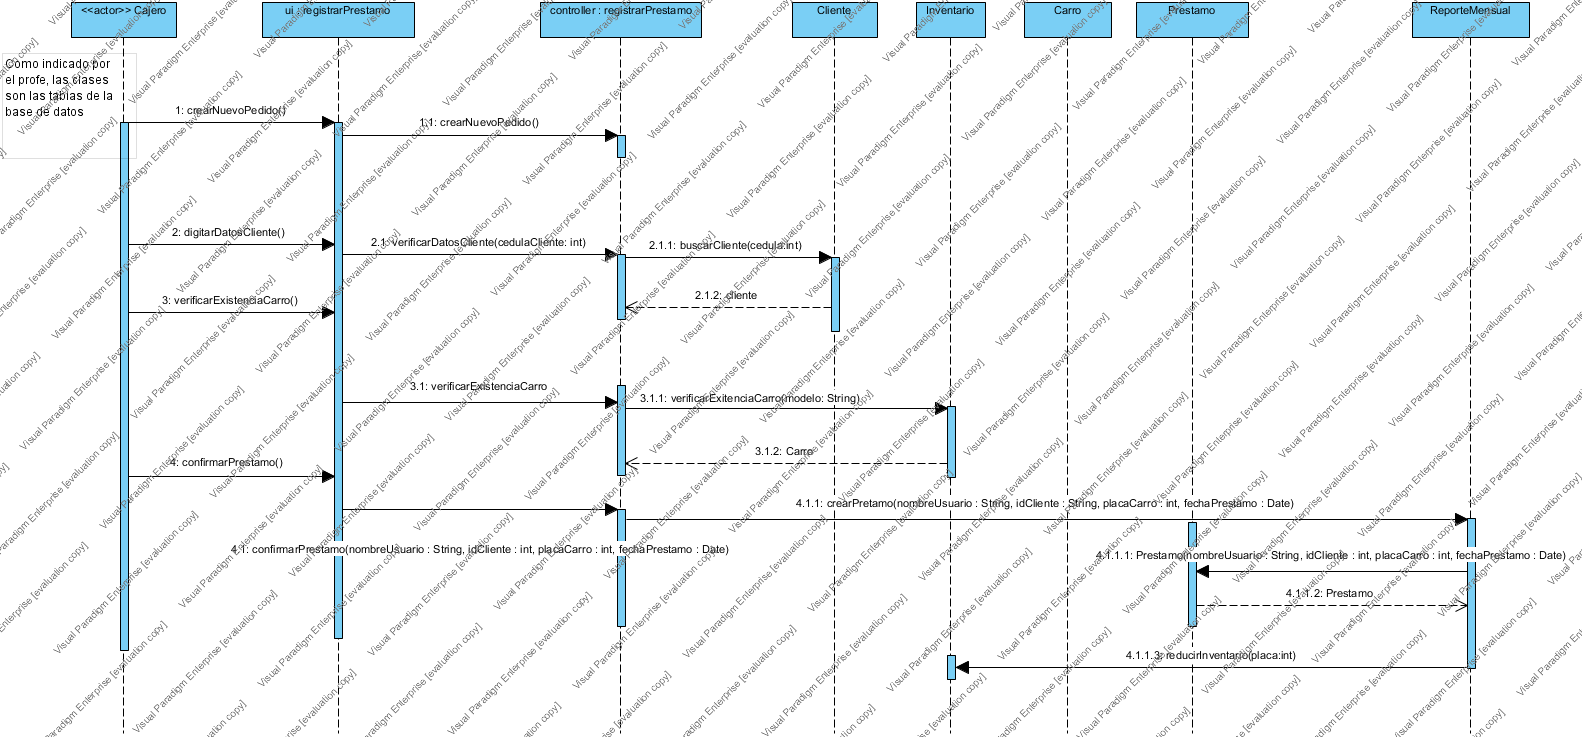 <<actor>> Cajero
ui : registrarPrestamo
controller : registrarPrestamo
Cliente
Inventario
Carro
Prestamo
ReporteMensual
Como indicado por
el profe, las clases
son las tablas de la
base de datos
1: crearNuevoPedido()
1.1: crearNuevoPedido()
2: digitarDatosCliente()
2.1: verificarDatosCliente(cedulaCliente: int)
2.1.1: buscarCliente(cedula:int)
2.1.2: cliente
3: verificarExistenciaCarro()
3.1: verificarExistenciaCarro
3.1.1: verificarExitenciaCarro(modelo: String)
3.1.2: Carro
4: confirmarPrestamo()
4.1.1: crearPretamo(nombreUsuario : String, idCliente : String, placaCarro : int, fechaPrestamo : Date)
4.1: confirmarPrestamo(nombreUsuario : String, idCliente : int, placaCarro : int, fechaPrestamo : Date)
4.1.1.1: Prestamo(nombreUsuario : String, idCliente : int, placaCarro : int, fechaPrestamo : Date)
4.1.1.2: Prestamo
4.1.1.3: reducirInventario(placa:int)
Visual Paradigm Enterprise [evaluation copy]